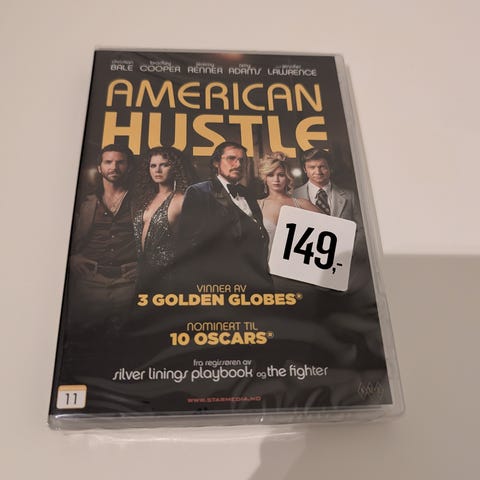 christian bradley jeremy amy jennifer
BALE COOPER RENNER ADAMS LAWRENCE
AMERICAN
HUSTLE
149,-
VINNER AV
3 GOLDEN GLOBES®
NOMINERT TIL
10 OSCARS®
fra regissøren av
silver linings playbook og the fighter
11
WWW.STARMEDIA.NO